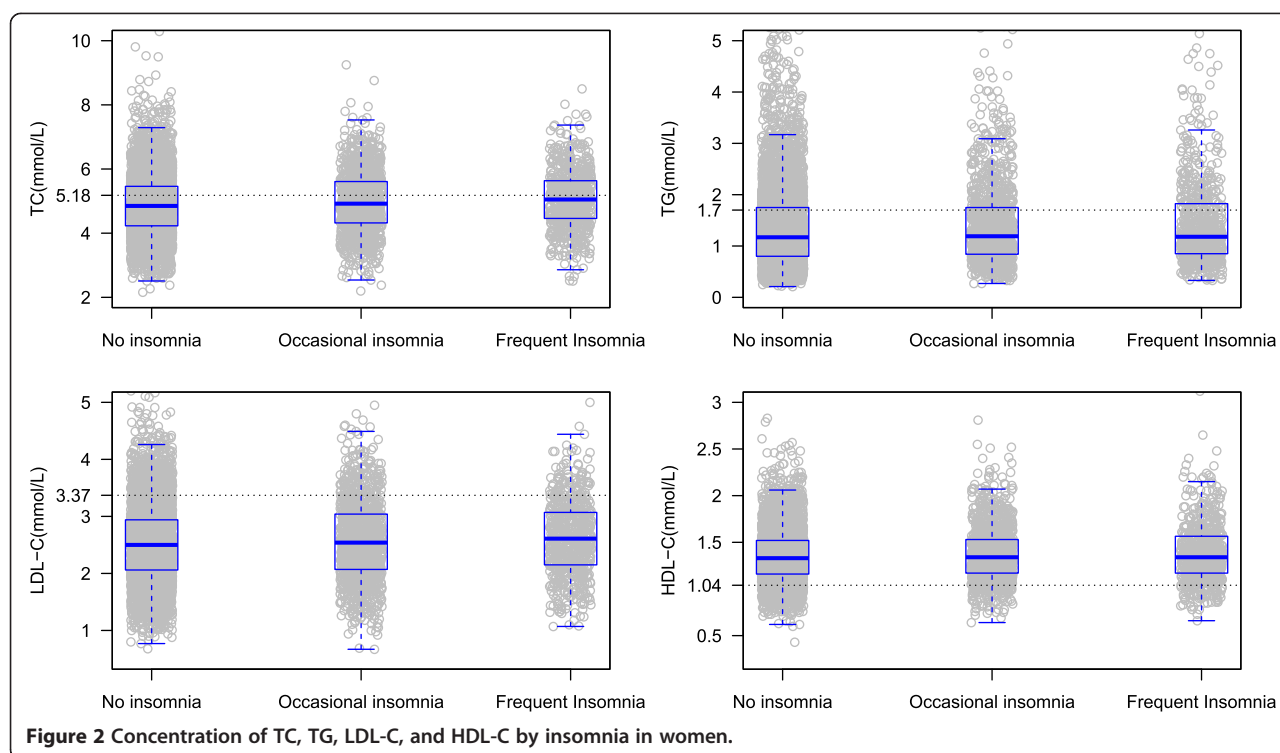 TC(mmol/L)
10
8
6
5.18
4
2
No insomnia Occasional insomnia Frequent Insomnia
TG(mmol/L)
5
4
3
2
1.7
1
0
No insomnia Occasional insomnia Frequent Insomnia
LDL−C(mmol/L)
5
4
3.37
3
2
1
No insomnia Occasional insomnia Frequent Insomnia
HDL−C(mmol/L)
3
2.5
2
1.5
1.04
0.5
No insomnia Occasional insomnia Frequent Insomnia
Figure 2 Concentration of TC, TG, LDL-C, and HDL-C by insomnia in women.